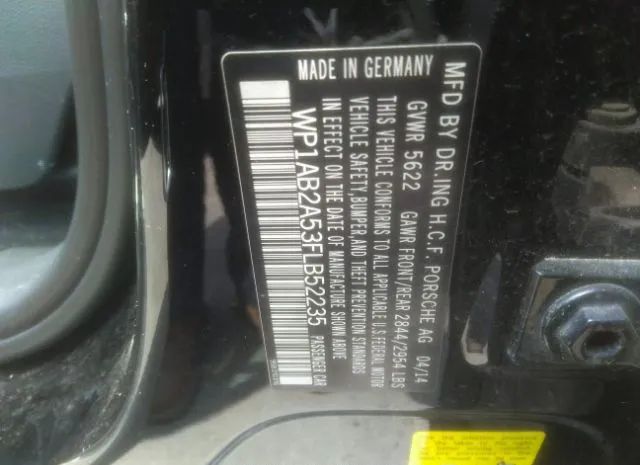 MFD BY DR. ING H.C.F. PORSCHE AG 04/14
GVWR 5622 GAWR FRONT/REAR 2844/2954 LBS
THIS VEHICLE CONFORMS TO ALL APPLICABLE U.S. FEDERAL MOTOR
VEHICLE SAFETY, BUMPER, AND THEFT PREVENTION STANDARDS
IN EFFECT ON THE DATE OF MANUFACTURE SHOWN ABOVE.
WP1AB2A53FLB52235 PASSENGER CAR
MADE IN GERMANY